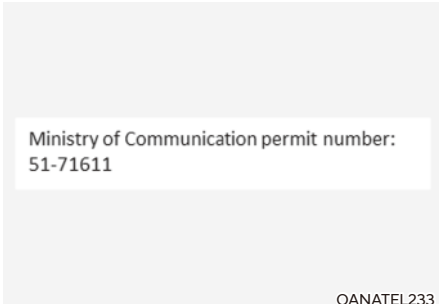 Ministry of Communication permit number:
51-71611
OANATEL233